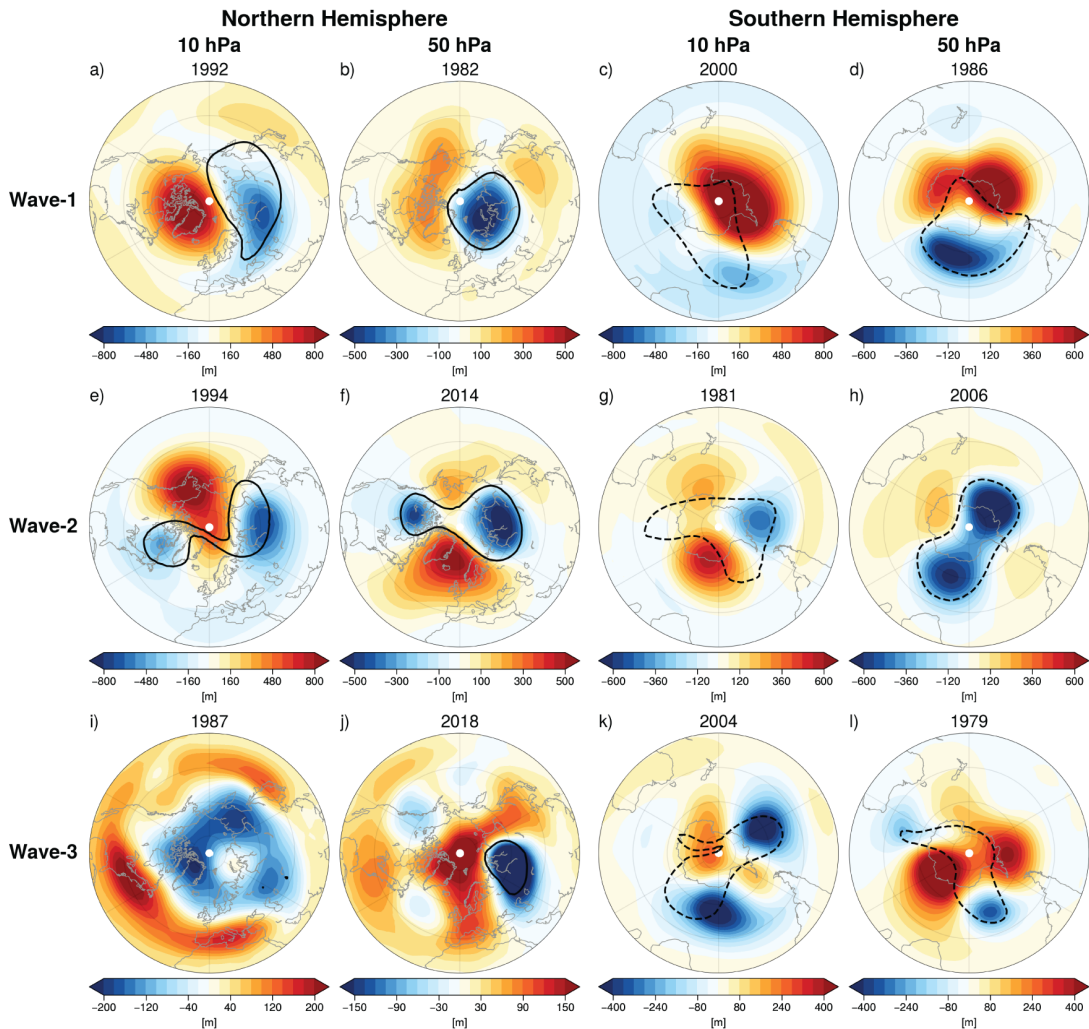 Northern Hemisphere Southern Hemisphere
10 hPa 50 hPa 10 hPa 50 hPa
a) 1992 b) 1982 c) 2000 d) 1986
Wave-1
−800 −480 −160 160 480 800 −500 −300 −100 100 300 500 −800 −480 −160 160 480 800 −600 −360 −120 120 360 600
[m] [m] [m] [m]
e) 1994 f) 2014 g) 1981 h) 2006
Wave-2
−800 −480 −160 160 480 800 −500 −300 −100 100 300 500 −600 −360 −120 120 360 600 −600 −360 −120 120 360 600
[m] [m] [m] [m]
i) 1987 j) 2018 k) 2004 l) 1979
Wave-3
−200 −120 −40 40 120 200 −150 −90 −30 30 90 150 −400 −240 −80 80 240 400 −400 −240 −80 80 240 400
[m] [m] [m] [m]